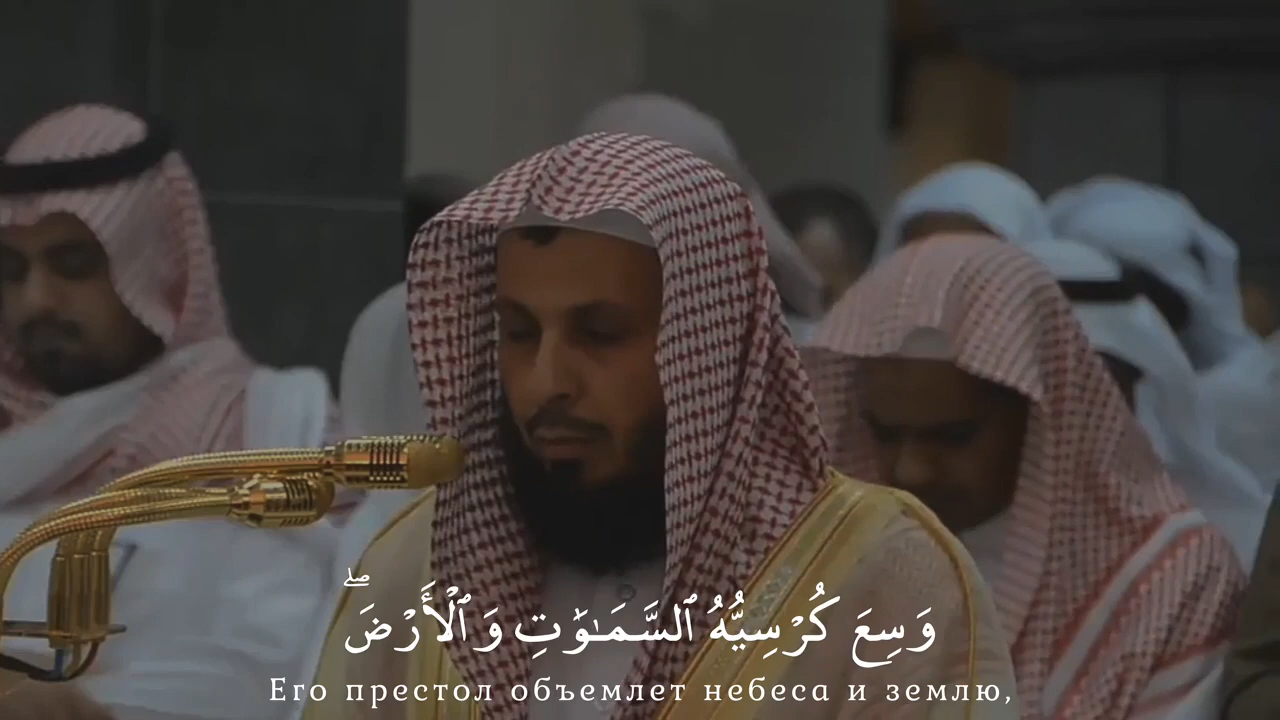 وَسِعَ كُرْسِيُّهُ ٱلسَّمَـٰوَٰتِ وَٱلْأَرْضَ ۖ
Его престол объемлет небеса и землю,